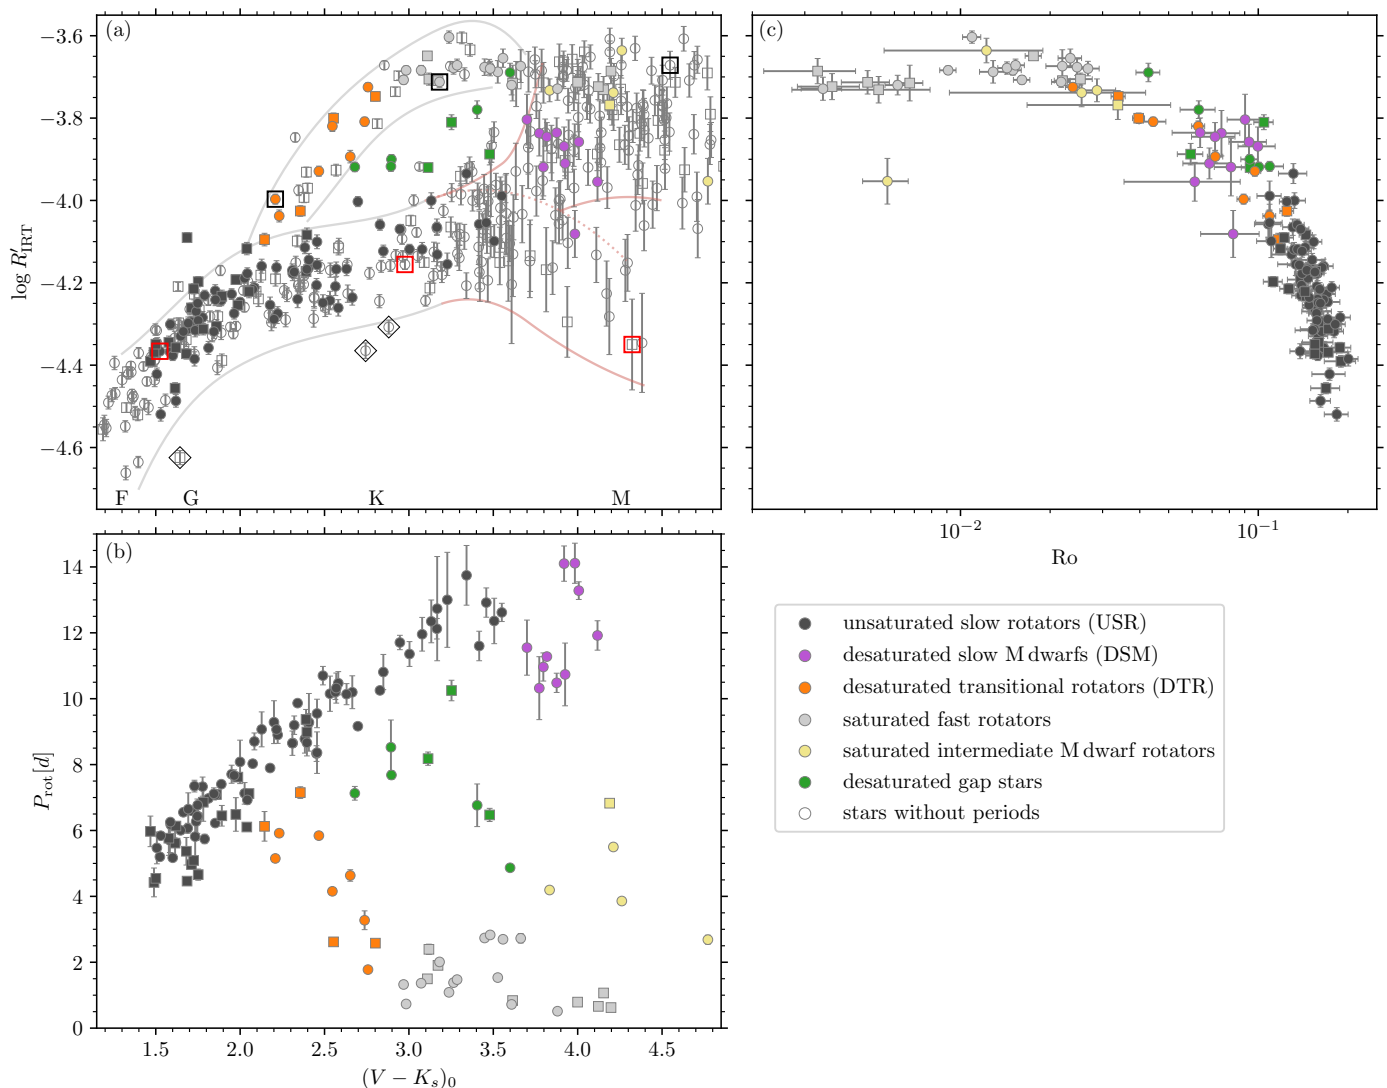 (a)
−3.6
−3.8
−4.0
−4.2
−4.4
−4.6
log R′IRT
F G K M
(c)
10⁻² 10⁻¹
Ro
(b)
14
12
10
8
6
4
2
0
Prot [d]
1.5 2.0 2.5 3.0 3.5 4.0 4.5
(V − Ks)0
unsaturated slow rotators (USR)
desaturated slow M dwarfs (DSM)
desaturated transitional rotators (DTR)
saturated fast rotators
saturated intermediate M dwarf rotators
desaturated gap stars
stars without periods